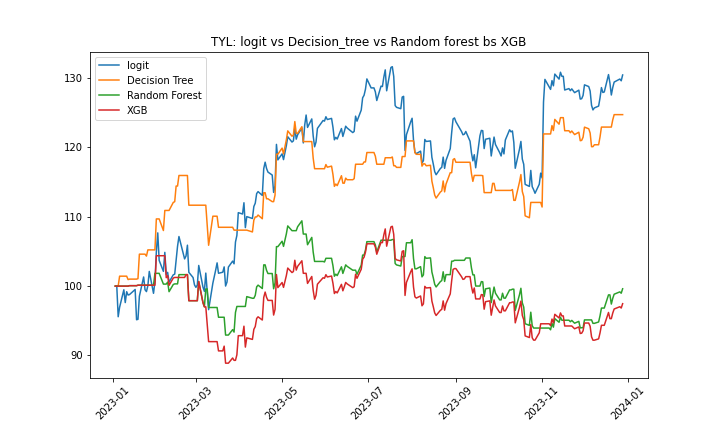 TYL: logit vs Decision_tree vs Random forest bs XGB
logit
Decision Tree
Random Forest
XGB
130
120
110
100
90
2023-01
2023-03
2023-05
2023-07
2023-09
2023-11
2024-01